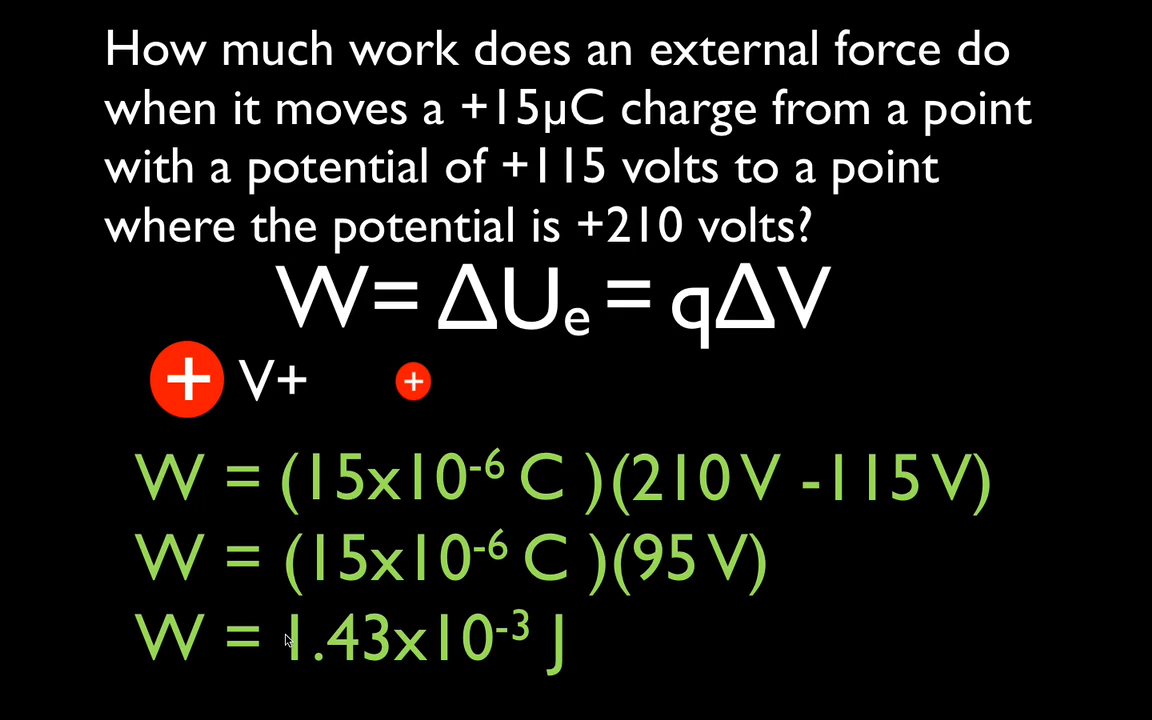 How much work does an external force do
when it moves a +15µC charge from a point
with a potential of +115 volts to a point
where the potential is +210 volts?
W= ΔUₑ = qΔV
+ V+ +
W = (15x10⁻⁶ C )(210 V -115 V)
W = (15x10⁻⁶ C )(95 V)
W = 1.43x10⁻³ J